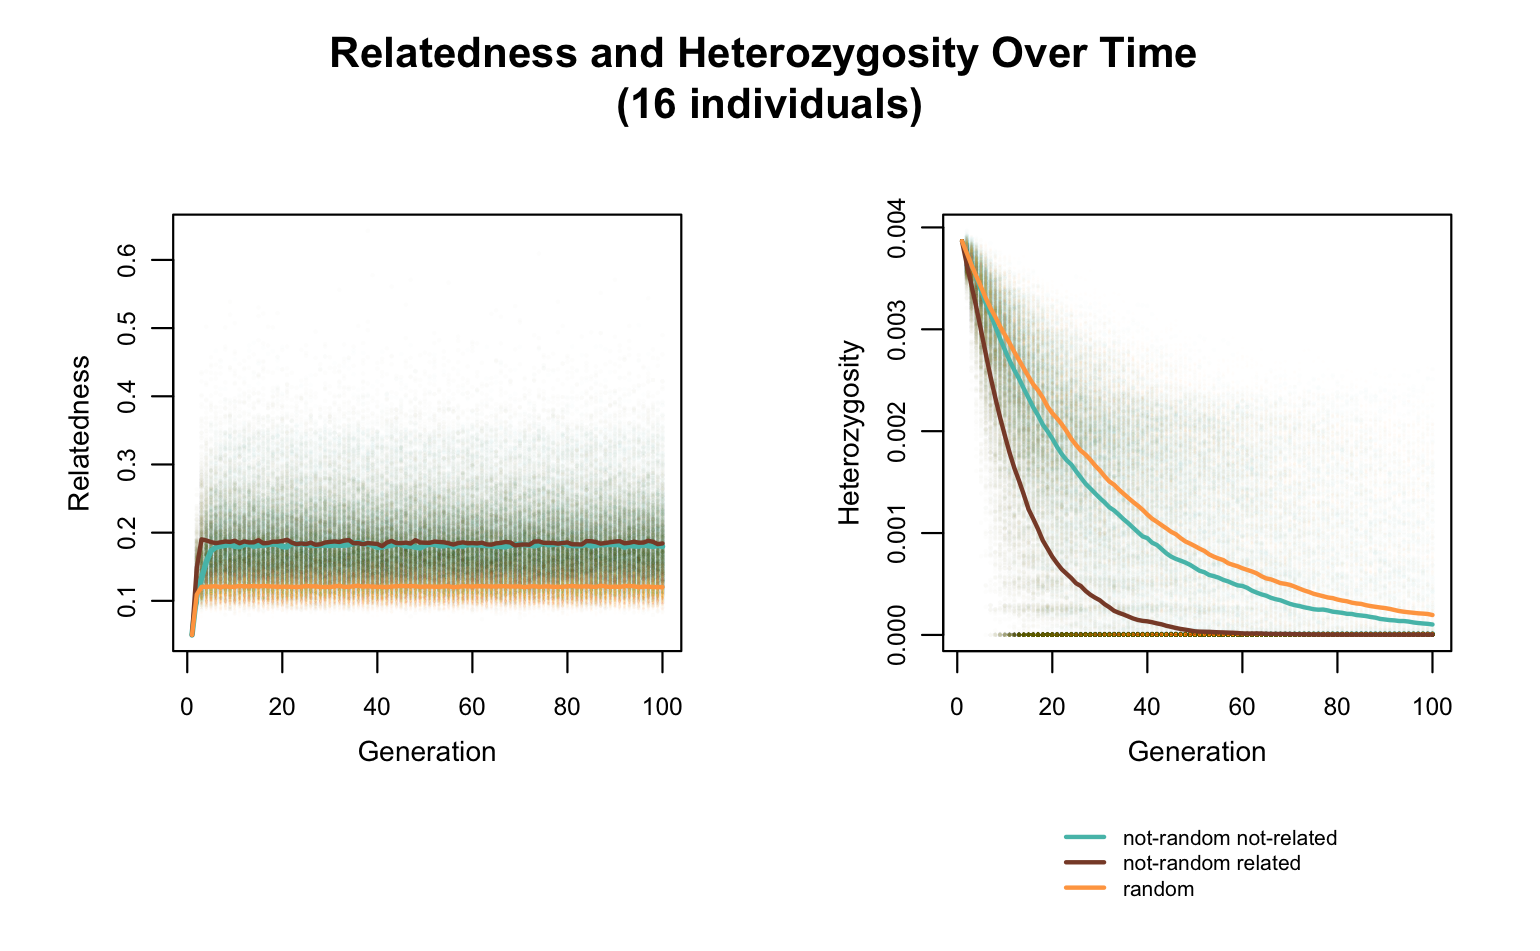 Relatedness and Heterozygosity Over Time
(16 individuals)
Relatedness
0.1 0.2 0.3 0.4 0.5 0.6
0 20 40 60 80 100
Generation
Heterozygosity
0.000 0.001 0.002 0.003 0.004
0 20 40 60 80 100
Generation
not-random not-related
not-random related
random